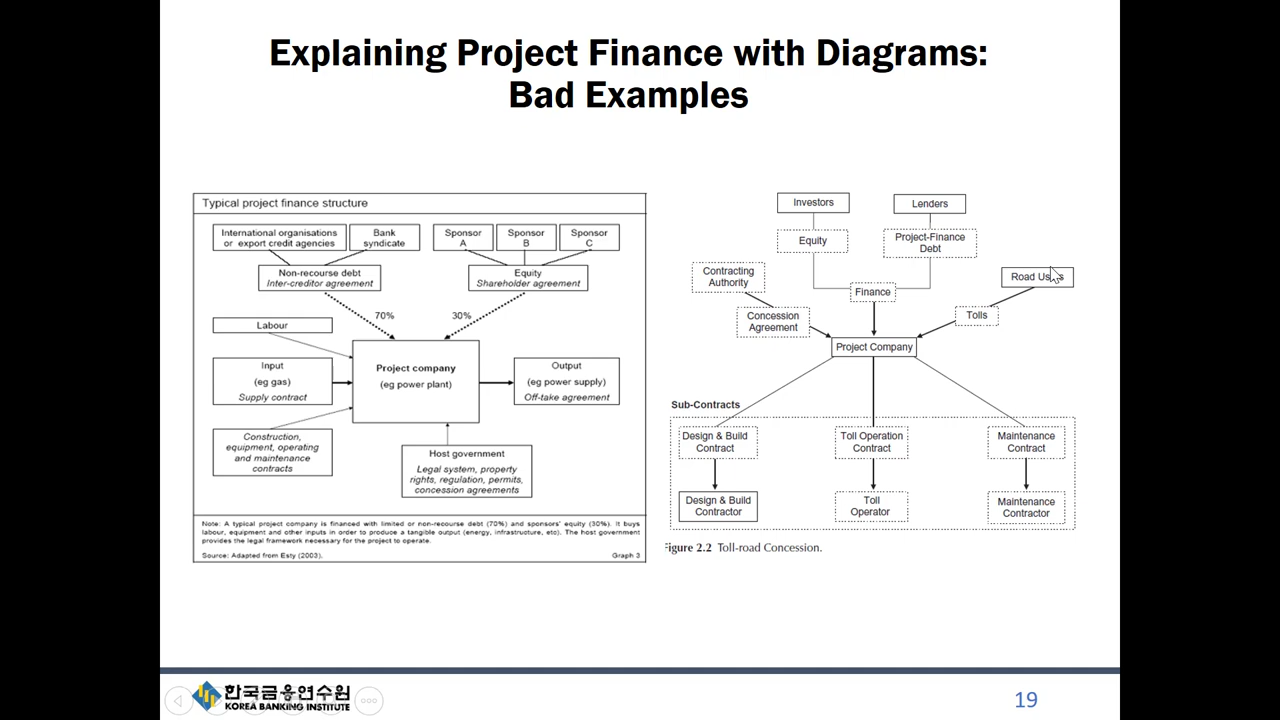 Explaining Project Finance with Diagrams:
Bad Examples
Typical project finance structure
International organisations
or export credit agencies
Bank
syndicate
Sponsor
A
Sponsor
B
Sponsor
C
Non-recourse debt
Inter-creditor agreement
Equity
Shareholder agreement
70%
30%
Labour
Input
(eg gas)
Supply contract
Project company
(eg power plant)
Output
(eg power supply)
Off-take agreement
Construction,
equipment, operating
and maintenance
contracts
Host government
Legal system, property
rights, regulation, permits,
concession agreements
Note: A typical project company is financed with limited or non-recourse debt (70%) and sponsors' equity (30%). It buys
labour, equipment and other inputs in order to produce a tangible output (energy, infrastructure, etc). The host government
provides the legal framework necessary for the project to operate.
Source: Adapted from Esty (2003).
Graph 3
Investors
Lenders
Equity
Project-Finance
Debt
Contracting
Authority
Road
Finance
Concession
Agreement
Tolls
Project Company
Sub-Contracts
Design & Build
Contract
Toll Operation
Contract
Maintenance
Contract
Design & Build
Contractor
Toll
Operator
Maintenance
Contractor
Figure 2.2 Toll-road Concession.
한국금융연수원
KOREA BANKING INSTITUTE
19